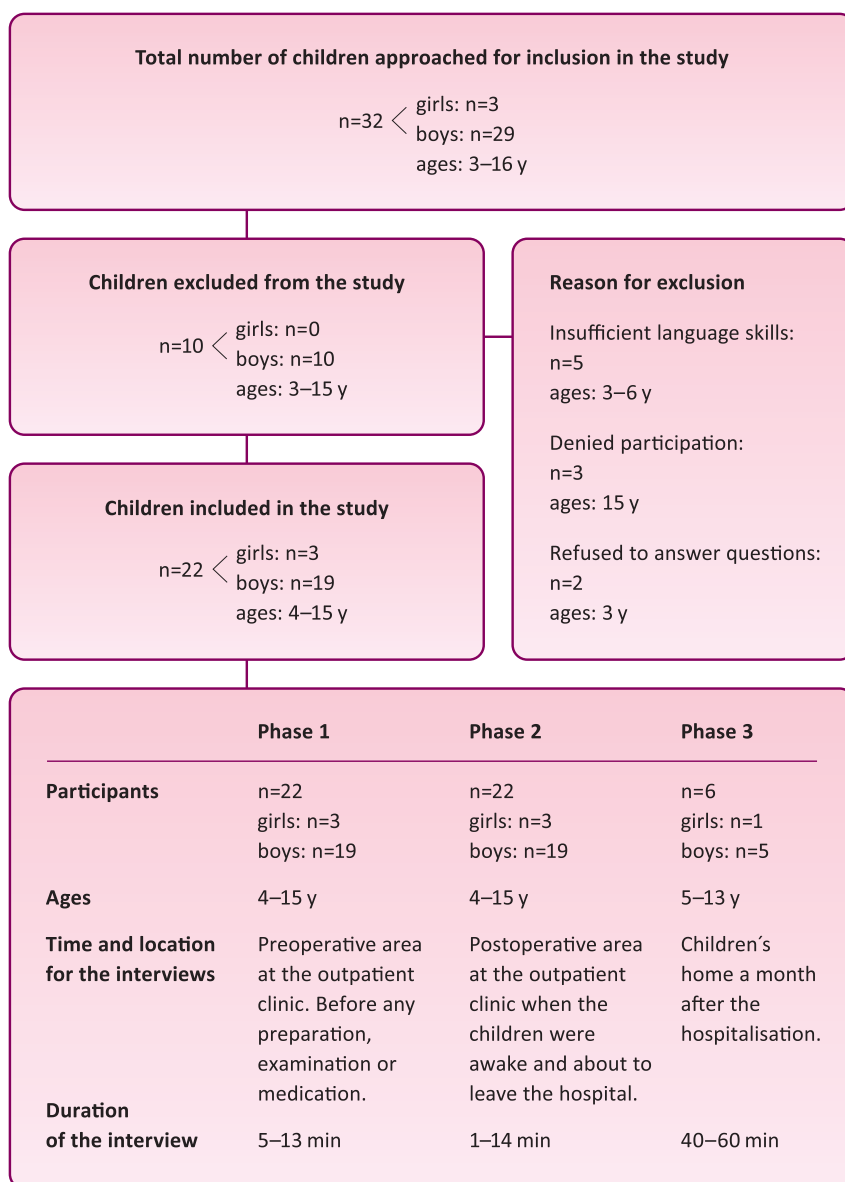 Total number of children approached for inclusion in the study
n=32
girls: n=3
boys: n=29
ages: 3–16 y
Children excluded from the study
n=10
girls: n=0
boys: n=10
ages: 3–15 y
Reason for exclusion
Insufficient language skills:
n=5
ages: 3–6 y
Denied participation:
n=3
ages: 15 y
Refused to answer questions:
n=2
ages: 3 y
Children included in the study
n=22
girls: n=3
boys: n=19
ages: 4–15 y
Phase 1 Phase 2 Phase 3
Participants n=22 n=22 n=6
girls: n=3 girls: n=3 girls: n=1
boys: n=19 boys: n=19 boys: n=5
Ages 4–15 y 4–15 y 5–13 y
Time and location Preoperative area Postoperative area Children´s
for the interviews at the outpatient at the outpatient home a month
clinic. Before any clinic when the after the
preparation, children were hospitalisation.
examination or awake and about to
medication. leave the hospital.
Duration
of the interview 5–13 min 1–14 min 40–60 min